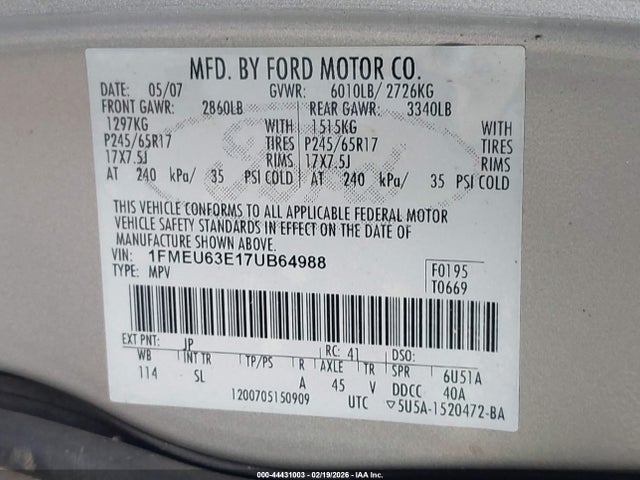 MFD. BY FORD MOTOR CO.
DATE: 05/07 GVWR: 6010LB/ 2726KG
FRONT GAWR: 2860LB REAR GAWR: 3340LB
1297KG WITH 1515KG WITH
P245/65R17 TIRES P245/65R17 TIRES
17X7.5J RIMS 17X7.5J RIMS
AT 240 kPa/ 35 PSI COLD AT 240 kPa/ 35 PSI COLD
THIS VEHICLE CONFORMS TO ALL APPLICABLE FEDERAL MOTOR
VEHICLE SAFETY STANDARDS IN EFFECT ON THE DATE OF
MANUFACTURE SHOWN ABOVE.
VIN: 1FMEU63E17UB64988
TYPE: MPV
F0195
T0669
EXT PNT: JP RC: 41 DSO:
WB INT TR TP/PS R AXLE TR SPR 6U51A
114 SL A 45 V DDCC 40A
1200705150909 UTC ▽5U5A-1520472-BA
000-44431003 - 02/19/2026 - IAA Inc.